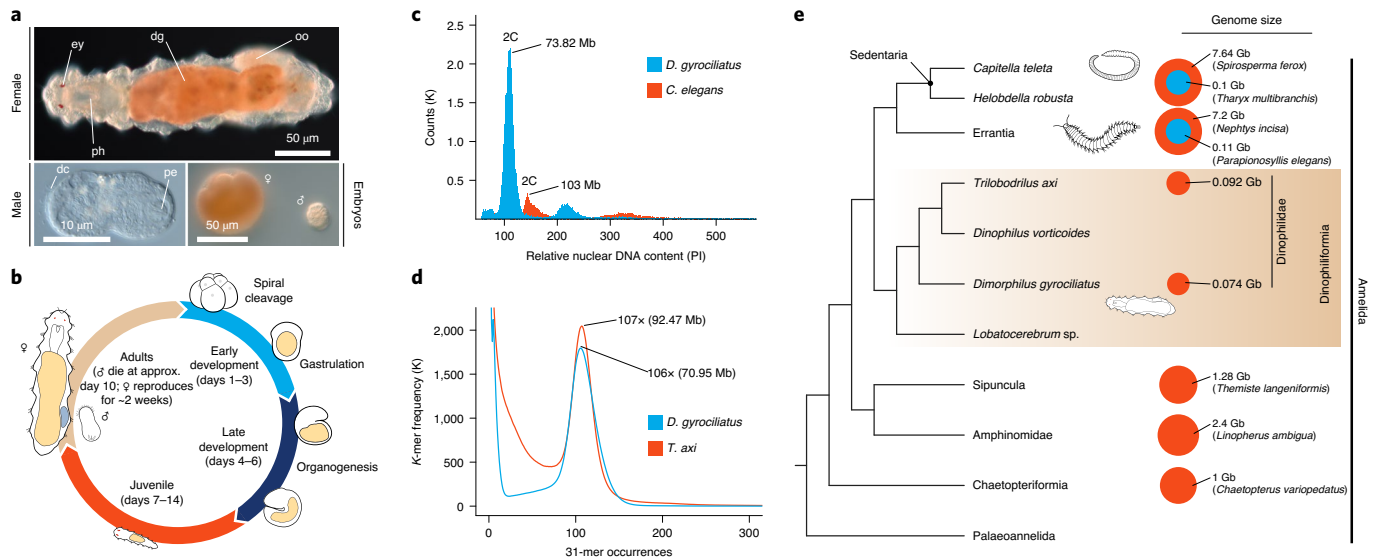 a
Female
ey
dg
oo
ph
50 μm
Male
dc
pe
10 μm
♀
♂
50 μm
Embryos
b
Spiral
cleavage
Gastrulation
Organogenesis
Early
development
(days 1–3)
Late
development
(days 4–6)
Juvenile
(days 7–14)
Adults
(♂ die at approx.
day 10; ♀ reproduces
for ~2 weeks)
♀
♂
c
Counts (K)
2.5
2.0
1.5
1.0
0.5
2C
73.82 Mb
2C
103 Mb
D. gyrociliatus
C. elegans
100
200
300
400
500
Relative nuclear DNA content (PI)
d
K-mer frequency (K)
2,000
1,500
1,000
500
0
107× (92.47 Mb)
106× (70.95 Mb)
D. gyrociliatus
T. axi
0
100
200
300
31-mer occurrences
e
Genome size
Sedentaria
Capitella teleta
Helobdella robusta
7.64 Gb
(Spirosperma ferox)
0.1 Gb
(Tharyx multibranchis)
Errantia
7.2 Gb
(Nephtys incisa)
0.11 Gb
(Parapionosyllis elegans)
Trilobodrilus axi
0.092 Gb
Dinophilus vorticoides
Dimorphilus gyrociliatus
0.074 Gb
Lobatocerebrum sp.
Dinophilidae
Dinophiliformia
Annelida
Sipuncula
1.28 Gb
(Themiste langeniformis)
Amphinomidae
2.4 Gb
(Linopherus ambigua)
Chaetopteriformia
1 Gb
(Chaetopterus variopedatus)
Palaeoannelida